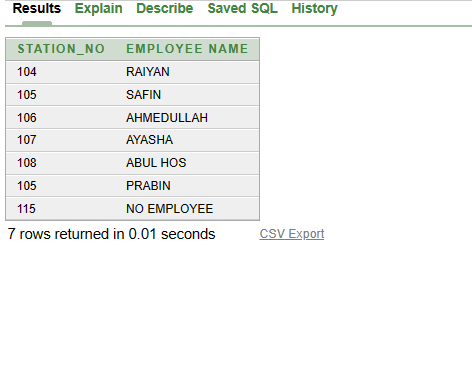 Results Explain Describe Saved SQL History
STATION_NO EMPLOYEE NAME
104 RAIYAN
105 SAFIN
106 AHMEDULLAH
107 AYASHA
108 ABUL HOS
105 PRABIN
115 NO EMPLOYEE
7 rows returned in 0.01 seconds CSV Export